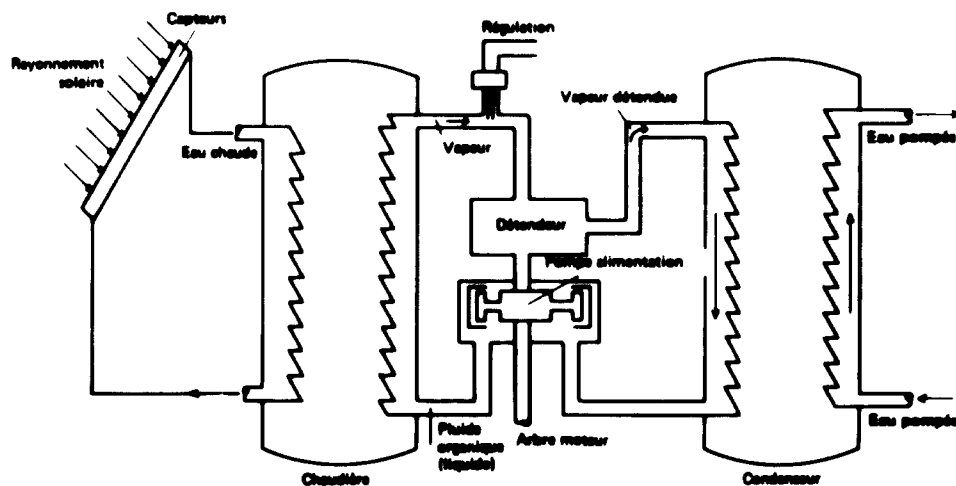 Capteurs
Régulation
Rayonnement
solaire
Vapeur détendue
Eau chaude
Vapeur
Eau pompée
Détendeur
Pompe alimentation
Fluide
organique
(liquide)
Arbre moteur
Eau pompée
Chaudière
Condenseur